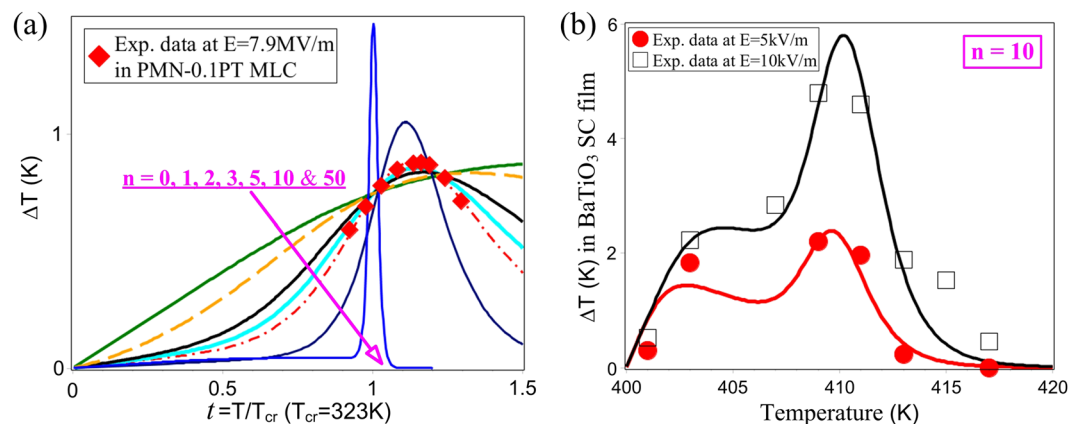 (a)
Exp. data at E=7.9MV/m
in PMN-0.1PT MLC
1
n = 0, 1, 2, 3, 5, 10 & 50
ΔT (K)
0
0 0.5 1 1.5
t =T/Tcr (Tcr=323K)
(b)
Exp. data at E=5kV/m
Exp. data at E=10kV/m
n = 10
ΔT (K) in BaTiO3 SC film
6
4
2
0
400 405 410 415 420
Temperature (K)